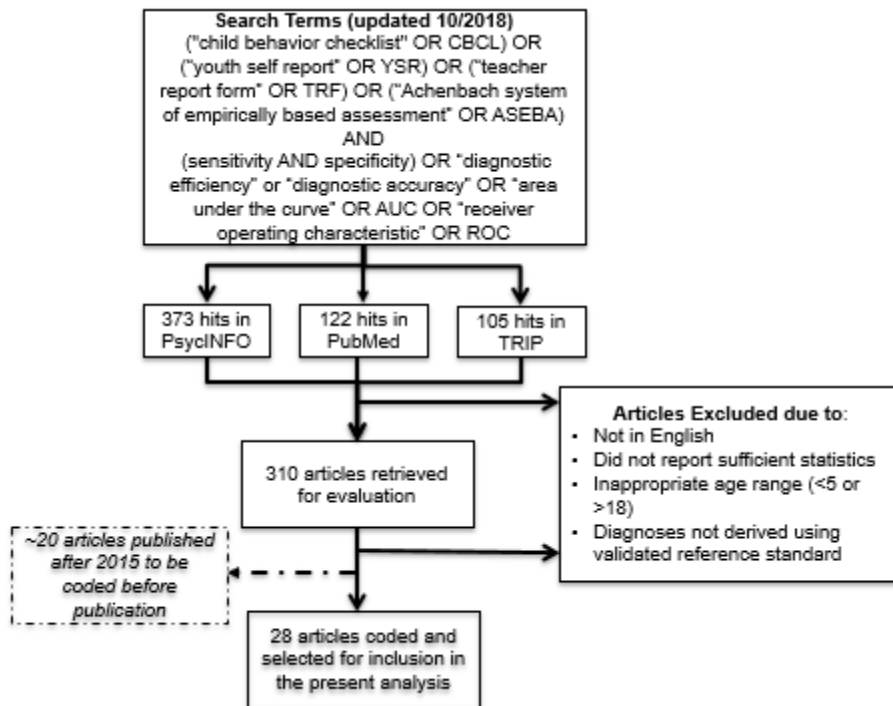 Search Terms (updated 10/2018)
("child behavior checklist" OR CBCL) OR
("youth self report" OR YSR) OR ("teacher
report form" OR TRF) OR ("Achenbach system
of empirically based assessment" OR ASEBA)
AND
(sensitivity AND specificity) OR "diagnostic
efficiency" or "diagnostic accuracy" OR "area
under the curve" OR AUC OR "receiver
operating characteristic" OR ROC
373 hits in
PsycINFO
122 hits in
PubMed
105 hits in
TRIP
Articles Excluded due to:
▪ Not in English
▪ Did not report sufficient statistics
▪ Inappropriate age range (<5 or
>18)
▪ Diagnoses not derived using
validated reference standard
310 articles retrieved
for evaluation
~20 articles published
after 2015 to be
coded before
publication
28 articles coded and
selected for inclusion in
the present analysis